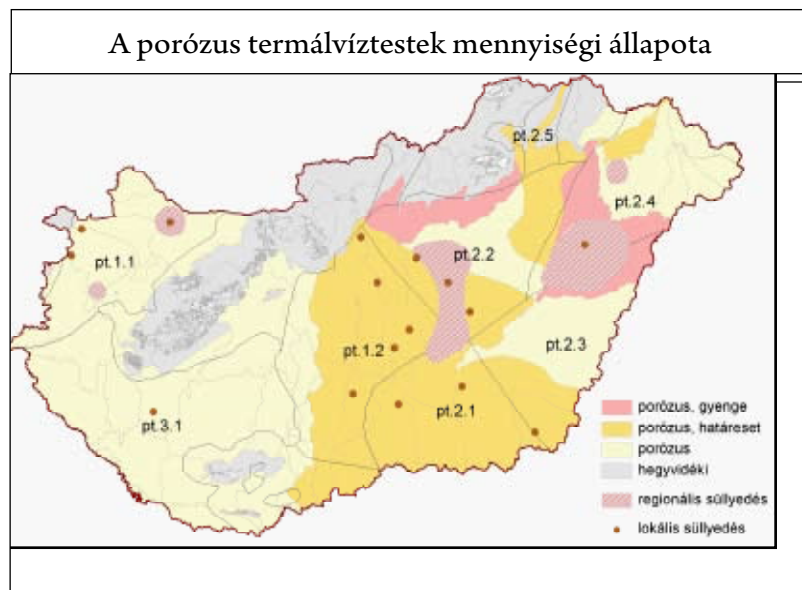 A porózus termálvíztestek mennyiségi állapota
pt.2.5
pt.2.4
pt.1.1
pt.2.2
pt.1.2
pt.2.3
pt.2.1
pt.3.1
porózus, gyenge
porózus, határeset
porózus
hegyvidéki
regionális süllyedés
lokális süllyedés